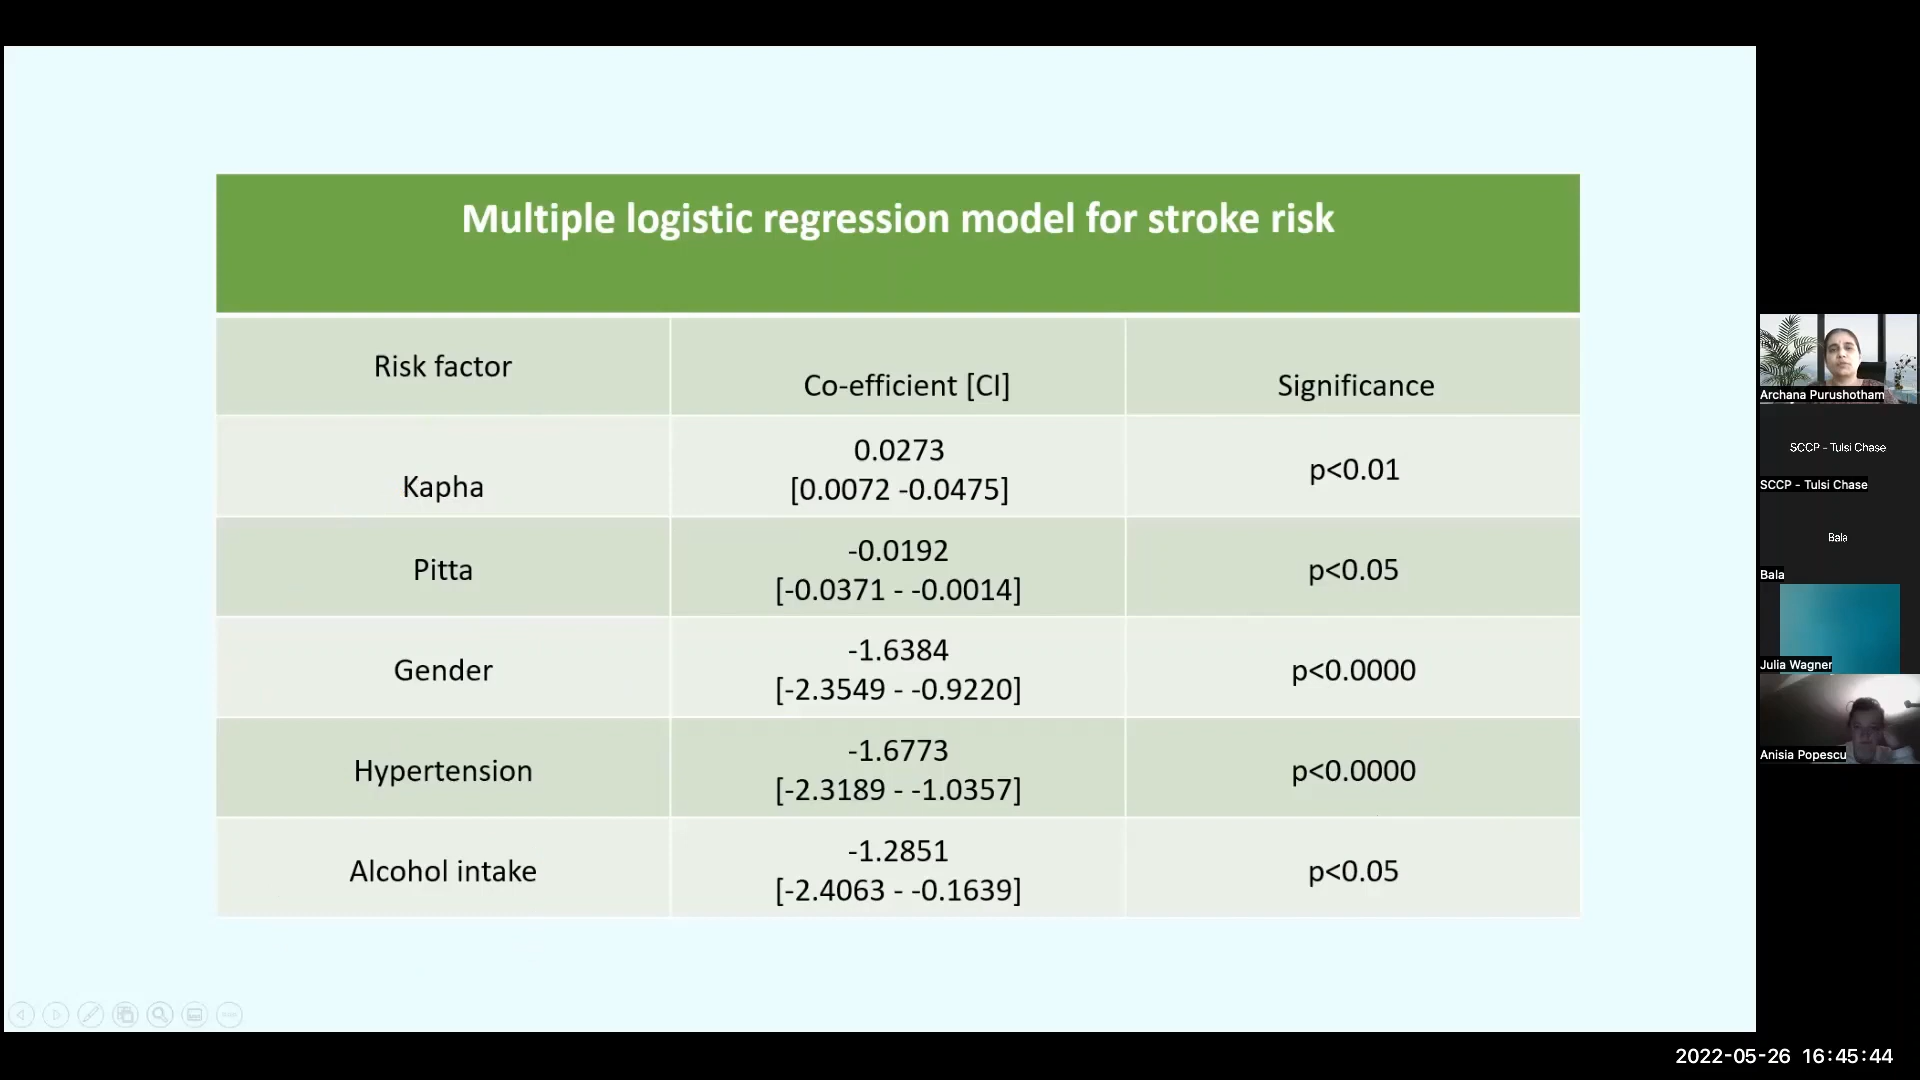 Multiple logistic regression model for stroke risk
Risk factor
Co-efficient [CI]
Significance
Kapha
0.0273
[0.0072 -0.0475]
p<0.01
Pitta
-0.0192
[-0.0371 - -0.0014]
p<0.05
Gender
-1.6384
[-2.3549 - -0.9220]
p<0.0000
Hypertension
-1.6773
[-2.3189 - -1.0357]
p<0.0000
Alcohol intake
-1.2851
[-2.4063 - -0.1639]
p<0.05
Archana Purushotham
SCCP - Tulsi Chase
SCCP - Tulsi Chase
Bala
Bala
Julia Wagner
Anisia Popescu
2022-05-26 16:45:44